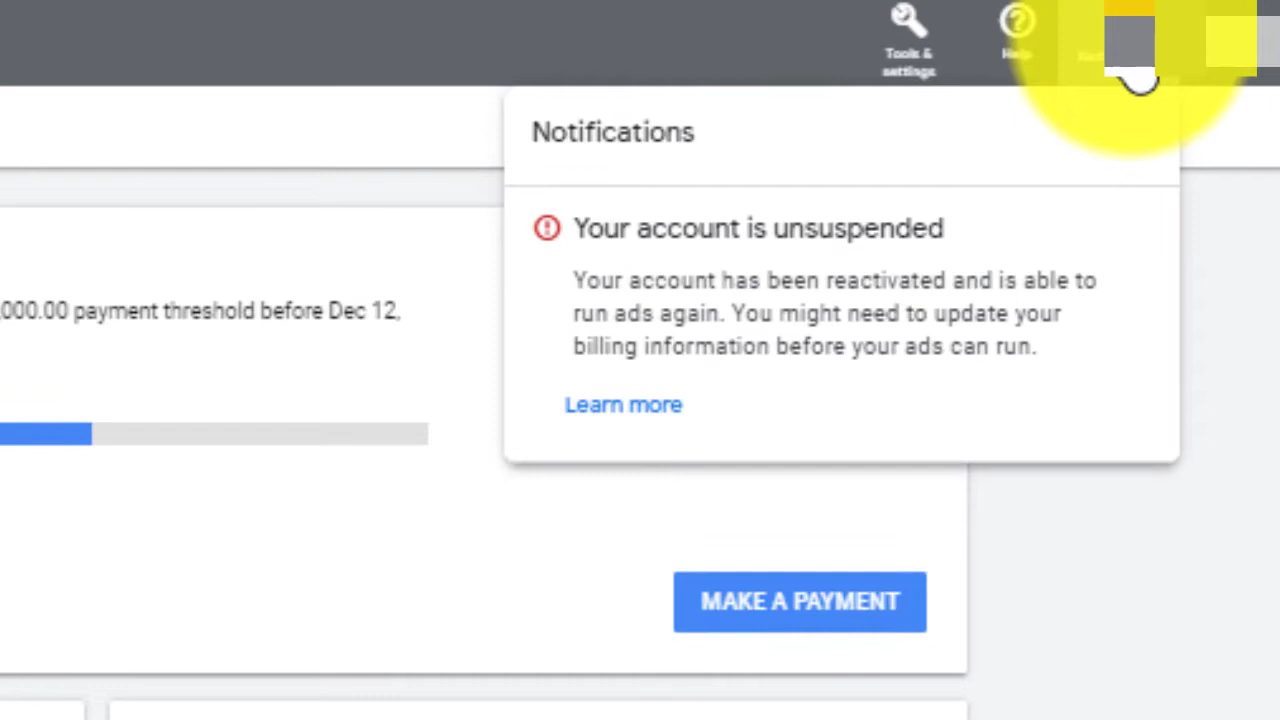 Tools &
settings
Help
Notifications
Your account is unsuspended
Your account has been reactivated and is able to
run ads again. You might need to update your
billing information before your ads can run.
Learn more
,000.00 payment threshold before Dec 12,
MAKE A PAYMENT